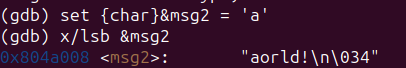 (gdb) set {char}&msg2 = 'a'
(gdb) x/lsb &msg2
0x804a008 <msg2>:        "aorld!\n\034"